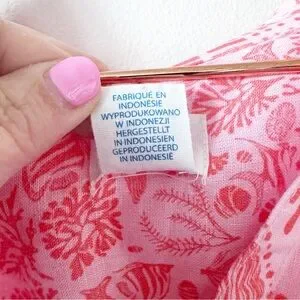 FABRIQUÉ EN
INDONÉSIE
WYPRODUKOWANO
W INDONEZJI
HERGESTELLT
IN INDONESIEN
GEPRODUCEERD
IN INDONESIË